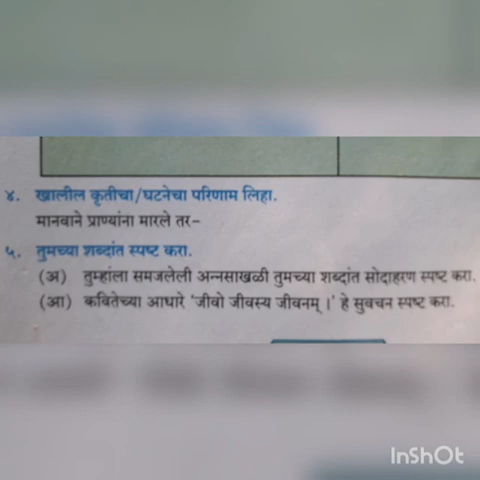 ४. खालील कृतीचा/घटनेचा परिणाम लिहा.
मानवाने प्राण्यांना मारले तर–
५. तुमच्या शब्दांत स्पष्ट करा.
(अ) तुम्हांला समजलेली अन्नसाखळी तुमच्या शब्दांत सोदाहरण स्पष्ट करा.
(आ) कवितेच्या आधारे 'जीवो जीवस्य जीवनम् ।' हे सुवचन स्पष्ट करा.
InShOt